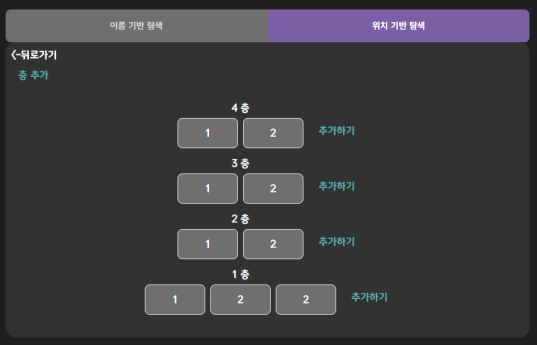 이름 기반 탐색 위치 기반 탐색
<-뒤로가기
층 추가
4 층
1 2 추가하기
3 층
1 2 추가하기
2 층
1 2 추가하기
1 층
1 2 2 추가하기